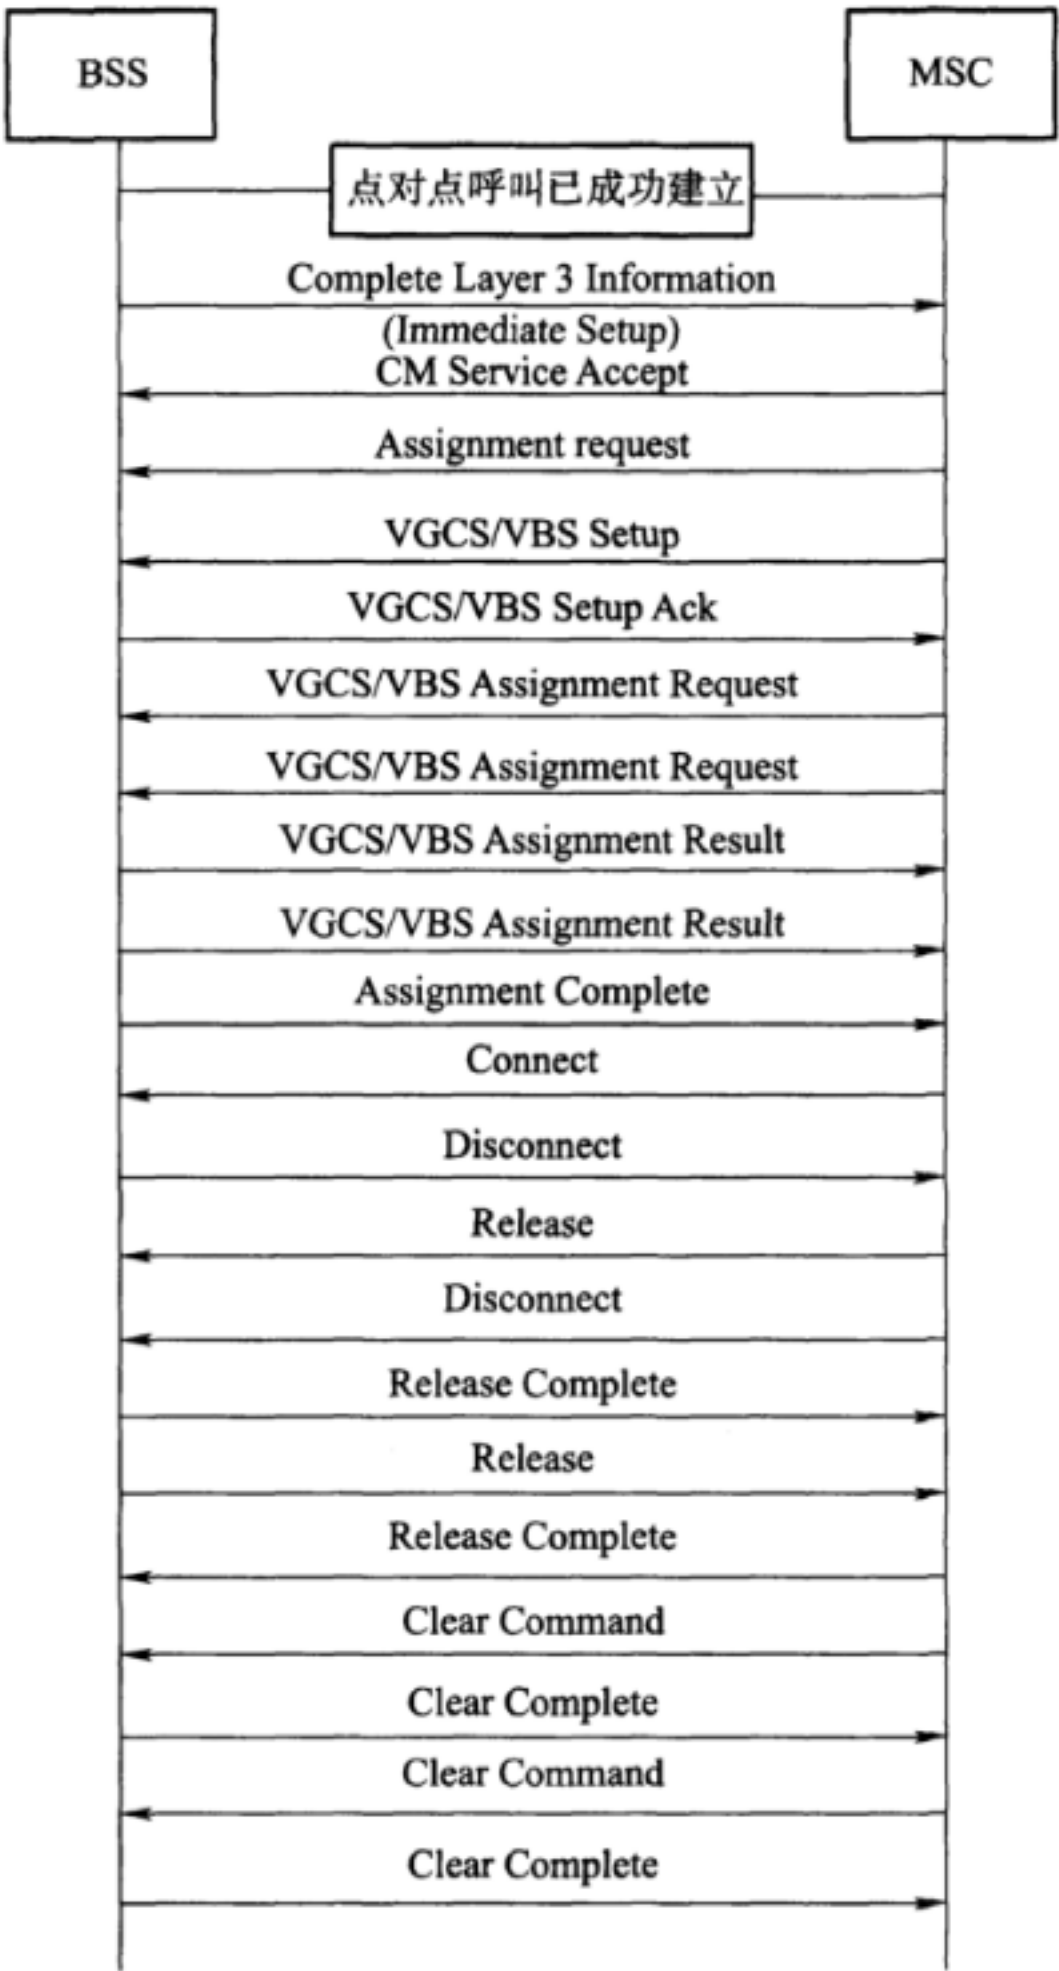 BSS
MSC
点对点呼叫已成功建立
Complete Layer 3 Information
(Immediate Setup)
CM Service Accept
Assignment request
VGCS/VBS Setup
VGCS/VBS Setup Ack
VGCS/VBS Assignment Request
VGCS/VBS Assignment Request
VGCS/VBS Assignment Result
VGCS/VBS Assignment Result
Assignment Complete
Connect
Disconnect
Release
Disconnect
Release Complete
Release
Release Complete
Clear Command
Clear Complete
Clear Command
Clear Complete